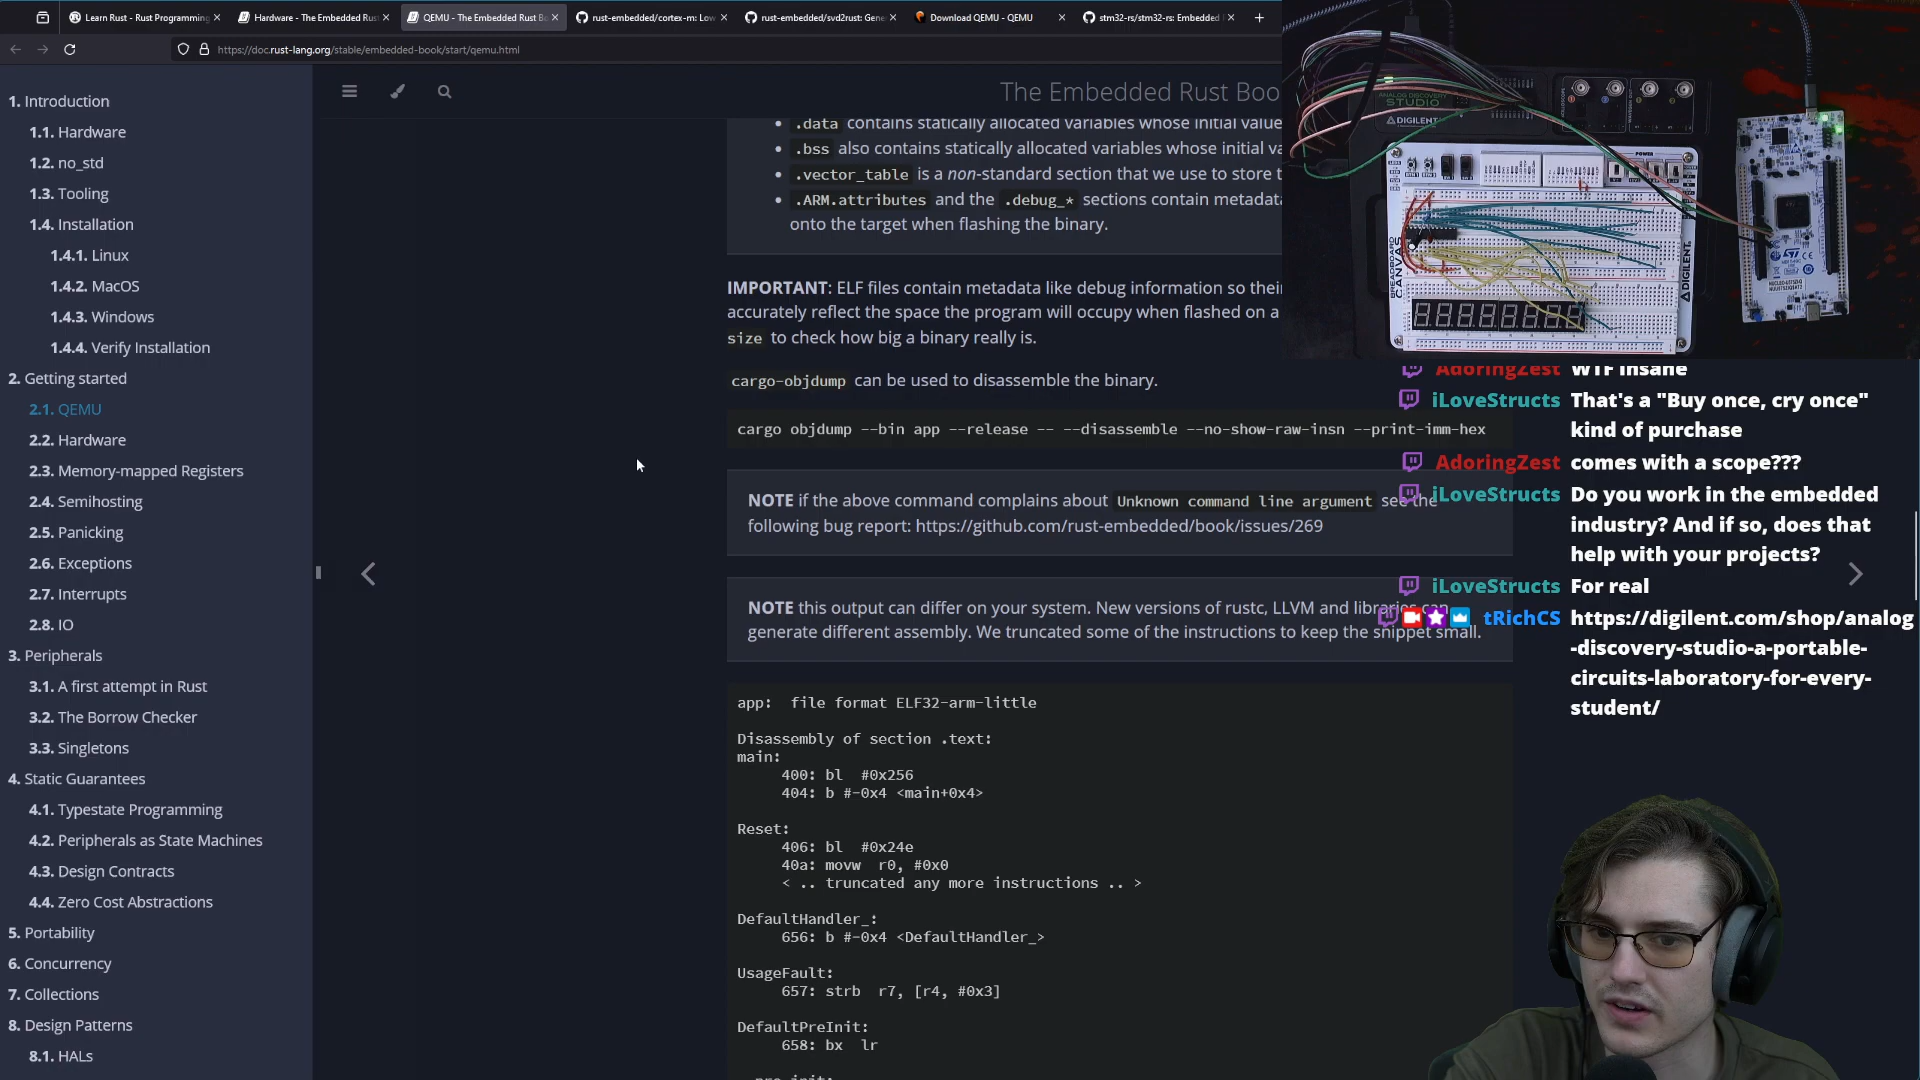 Learn Rust - Rust Programming
Hardware - The Embedded Rust
QEMU - The Embedded Rust Bo
rust-embedded/cortex-m: Low
rust-embedded/svd2rust: Gene
Download QEMU - QEMU
stm32-rs/stm32-rs: Embedded
https://doc.rust-lang.org/stable/embedded-book/start/qemu.html
1. Introduction
1.1. Hardware
1.2. no_std
1.3. Tooling
1.4. Installation
1.4.1. Linux
1.4.2. MacOS
1.4.3. Windows
1.4.4. Verify Installation
2. Getting started
2.1. QEMU
2.2. Hardware
2.3. Memory-mapped Registers
2.4. Semihosting
2.5. Panicking
2.6. Exceptions
2.7. Interrupts
2.8. IO
3. Peripherals
3.1. A first attempt in Rust
3.2. The Borrow Checker
3.3. Singletons
4. Static Guarantees
4.1. Typestate Programming
4.2. Peripherals as State Machines
4.3. Design Contracts
4.4. Zero Cost Abstractions
5. Portability
6. Concurrency
7. Collections
8. Design Patterns
8.1. HALs
The Embedded Rust Boo
.data contains statically allocated variables whose initial value
.bss also contains statically allocated variables whose initial va
.vector_table is a non-standard section that we use to store t
.ARM.attributes and the .debug_* sections contain metadata
onto the target when flashing the binary.
IMPORTANT: ELF files contain metadata like debug information so their
accurately reflect the space the program will occupy when flashed on a
size to check how big a binary really is.
cargo-objdump can be used to disassemble the binary.
cargo objdump --bin app --release -- --disassemble --no-show-raw-insn --print-imm-hex
NOTE if the above command complains about Unknown command line argument see the
following bug report: https://github.com/rust-embedded/book/issues/269
NOTE this output can differ on your system. New versions of rustc, LLVM and libraries can
generate different assembly. We truncated some of the instructions to keep the snippet small.
app: file format ELF32-arm-little
Disassembly of section .text:
main:
400: bl #0x256
404: b #-0x4 <main+0x4>
Reset:
406: bl #0x24e
40a: movw r0, #0x0
< .. truncated any more instructions .. >
DefaultHandler_:
656: b #-0x4 <DefaultHandler_>
UsageFault:
657: strb r7, [r4, #0x3]
DefaultPreInit:
658: bx lr
__pre_init:
STUDIO
DIGILENT
POWER
BREADBOARD
CANVAS
DIGILENT
AdoringZest WTF insane
iLoveStructs That's a "Buy once, cry once"
kind of purchase
AdoringZest comes with a scope???
iLoveStructs Do you work in the embedded
industry? And if so, does that
help with your projects?
iLoveStructs For real
tRichCS https://digilent.com/shop/analog
-discovery-studio-a-portable-
circuits-laboratory-for-every-
student/